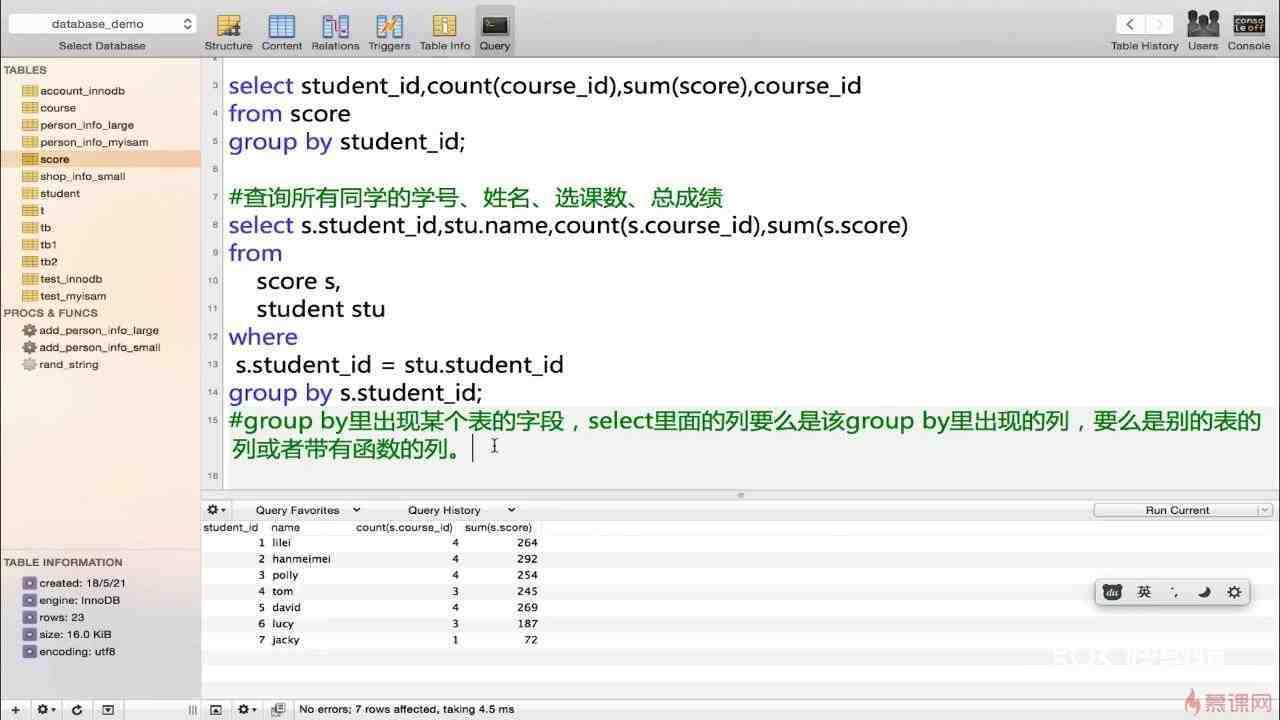 database_demo
Select Database
Structure Content Relations Triggers Table Info Query
Table History Users Console
conso
le off
TABLES
account_innodb
course
person_info_large
person_info_myisam
score
shop_info_small
student
t
tb
tb1
tb2
test_innodb
test_myisam
PROCS & FUNCS
add_person_info_large
add_person_info_small
rand_string
TABLE INFORMATION
created: 18/5/21
engine: InnoDB
rows: 23
size: 16.0 KiB
encoding: utf8
3 select student_id,count(course_id),sum(score),course_id
4 from score
5 group by student_id;
6
7 #查询所有同学的学号、姓名、选课数、总成绩
8 select s.student_id,stu.name,count(s.course_id),sum(s.score)
9 from
10 score s,
11 student stu
12 where
13 s.student_id = stu.student_id
14 group by s.student_id;
15 #group by里出现某个表的字段，select里面的列要么是该group by里出现的列，要么是别的表的
列或者带有函数的列。
16
Query Favorites Query History Run Current
student_id name count(s.course_id) sum(s.score)
1 lilei 4 264
2 hanmeimei 4 292
3 polly 4 254
4 tom 3 245
5 david 4 269
6 lucy 3 187
7 jacky 1 72
du 英
No errors; 7 rows affected, taking 4.5 ms
慕课网